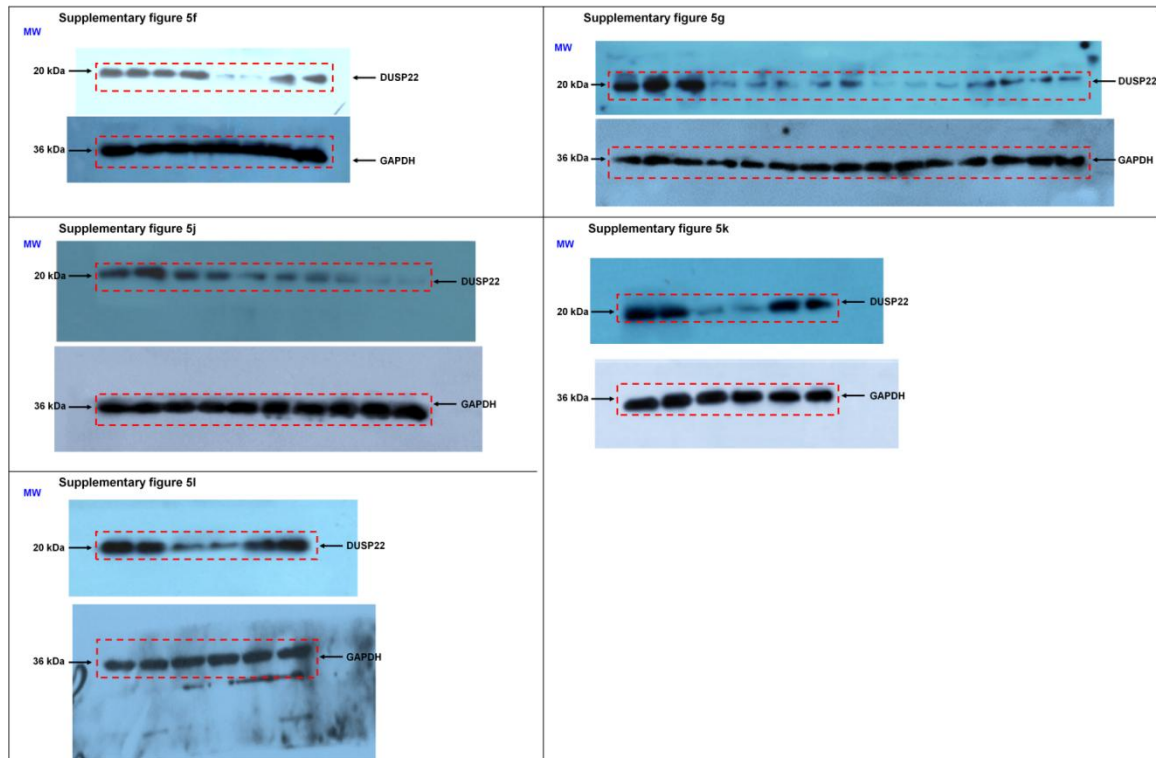 Supplementary figure 5f
MW
20 kDa
DUSP22
36 kDa
GAPDH
Supplementary figure 5g
MW
20 kDa
DUSP22
36 kDa
GAPDH
Supplementary figure 5j
MW
20 kDa
DUSP22
36 kDa
GAPDH
Supplementary figure 5k
MW
20 kDa
DUSP22
36 kDa
GAPDH
Supplementary figure 5l
MW
20 kDa
DUSP22
36 kDa
GAPDH